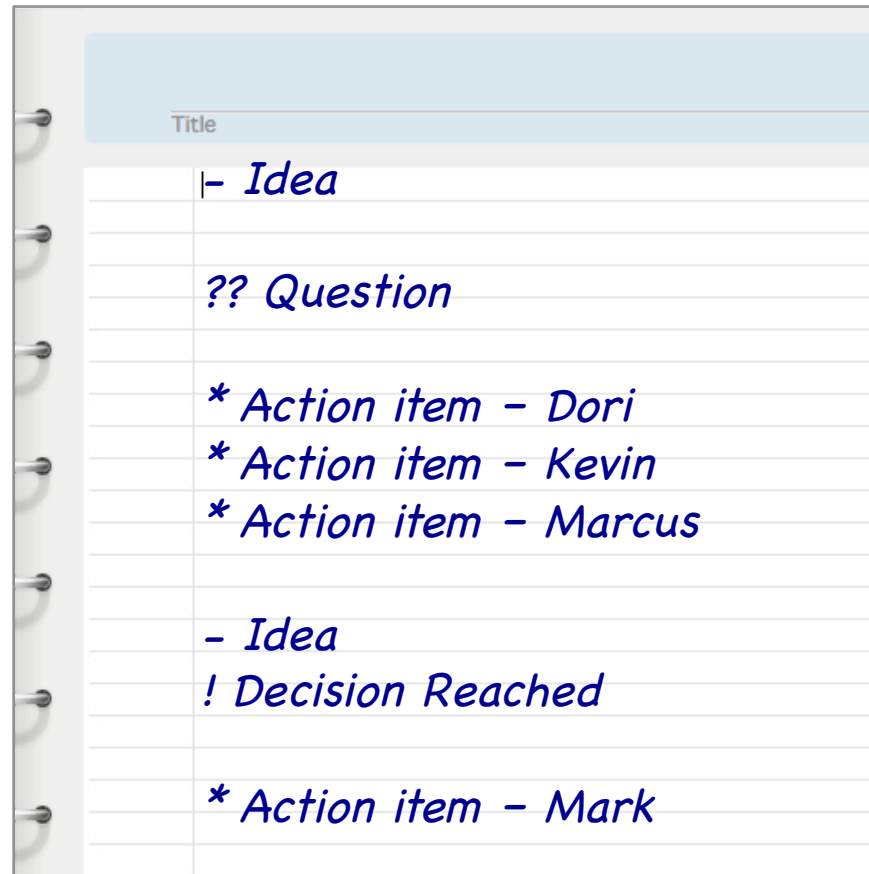 Title
- Idea
?? Question
* Action item - Dori
* Action item - Kevin
* Action item - Marcus
- Idea
! Decision Reached
* Action item - Mark